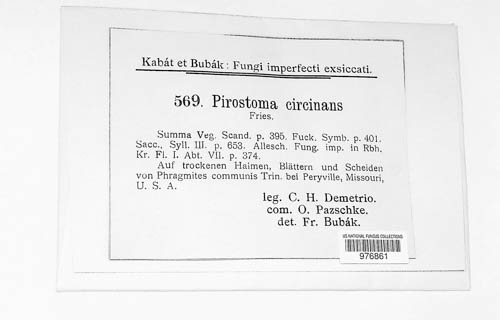 Kabát et Bubák: Fungi imperfecti exsiccati.
569. Pirostoma circinans
Fries.
Summa Veg. Scand. p. 395. Fuck. Symb. p. 401.
Sacc., Syll. III. p. 653. Allesch. Fung. imp. in Rbh.
Kr. Fl. I. Abt. VII. p. 374.
Auf trockenen Halmen, Blättern und Scheiden
von Phragmites communis Trin. bei Peryville, Missouri,
U. S. A.
leg. C. H. Demetrio.
com. O. Pazschke.
det. Fr. Bubák.
US NATIONAL FUNGUS COLLECTIONS
976861